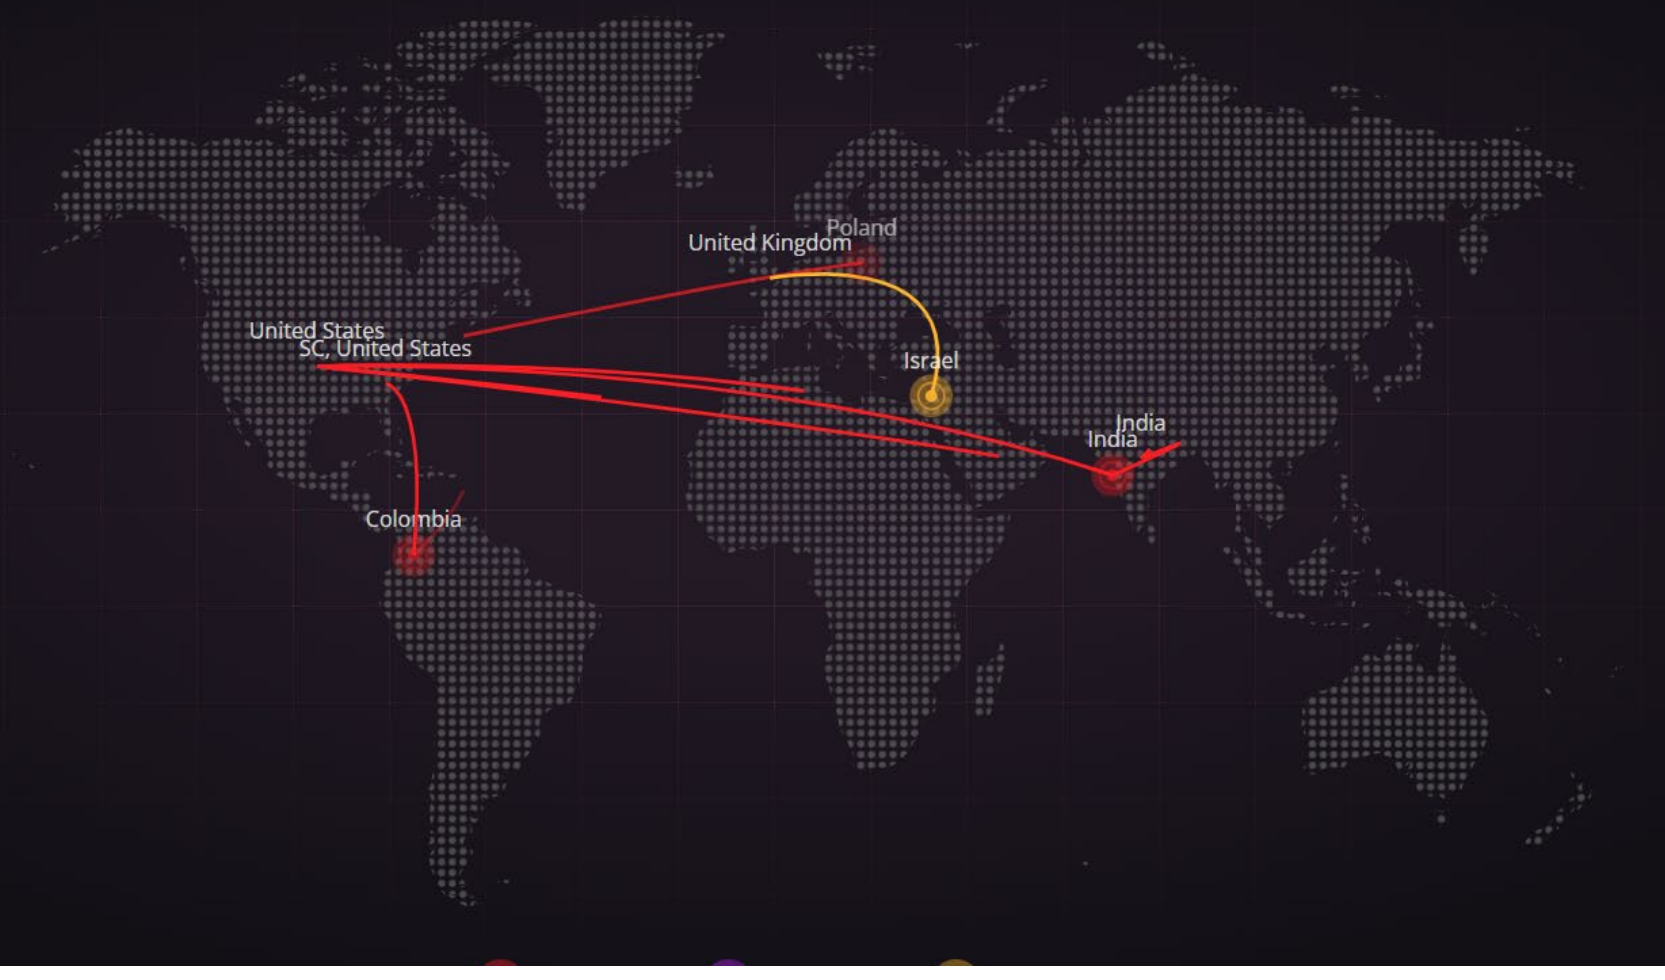 Poland
United Kingdom
United States
SC, United States
Israel
India
India
Colombia